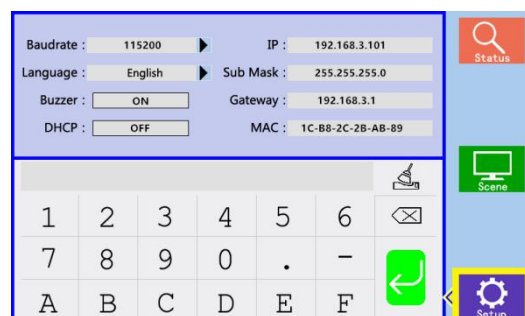 Baudrate : 115200 IP : 192.168.3.101
Language : English Sub Mask : 255.255.255.0
Buzzer : ON Gateway : 192.168.3.1
DHCP : OFF MAC : 1C-B8-2C-2B-AB-89
Status
Scene
1 2 3 4 5 6
7 8 9 0 . -
A B C D E F
Setup